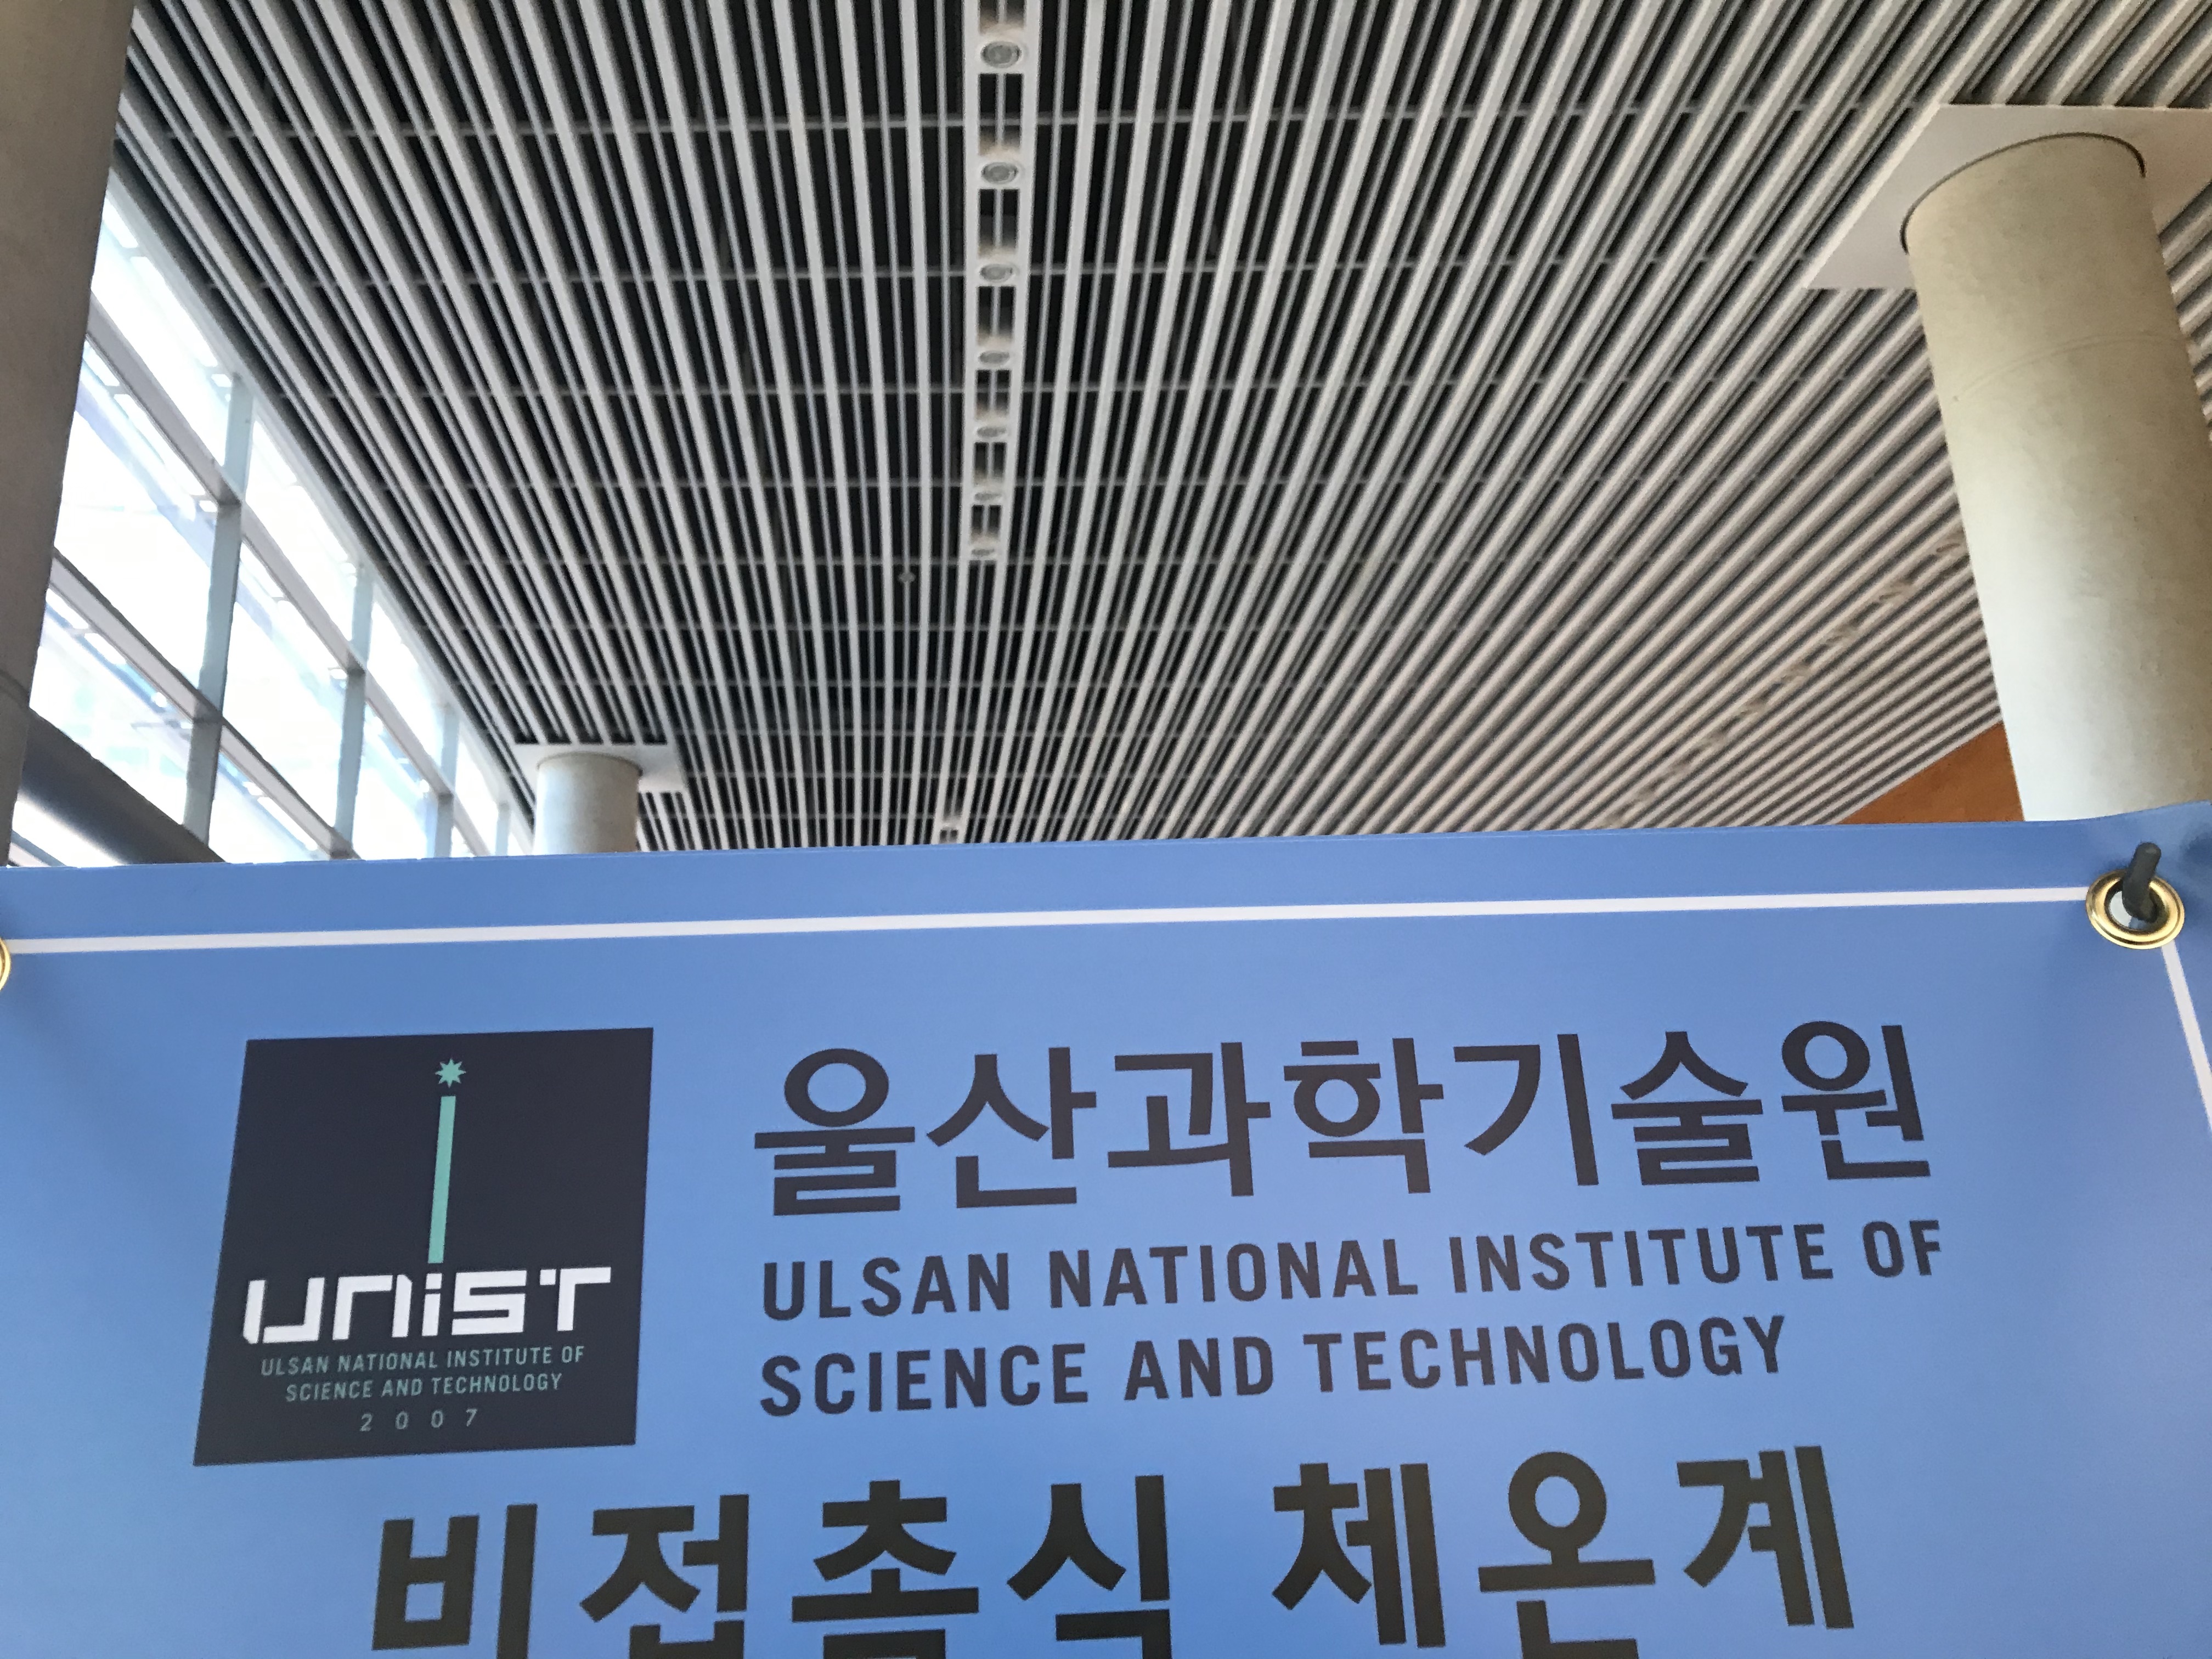 울산과학기술원
ULSAN NATIONAL INSTITUTE OF
SCIENCE AND TECHNOLOGY
UNIST
ULSAN NATIONAL INSTITUTE OF
SCIENCE AND TECHNOLOGY
2007
비접촉식 체온계